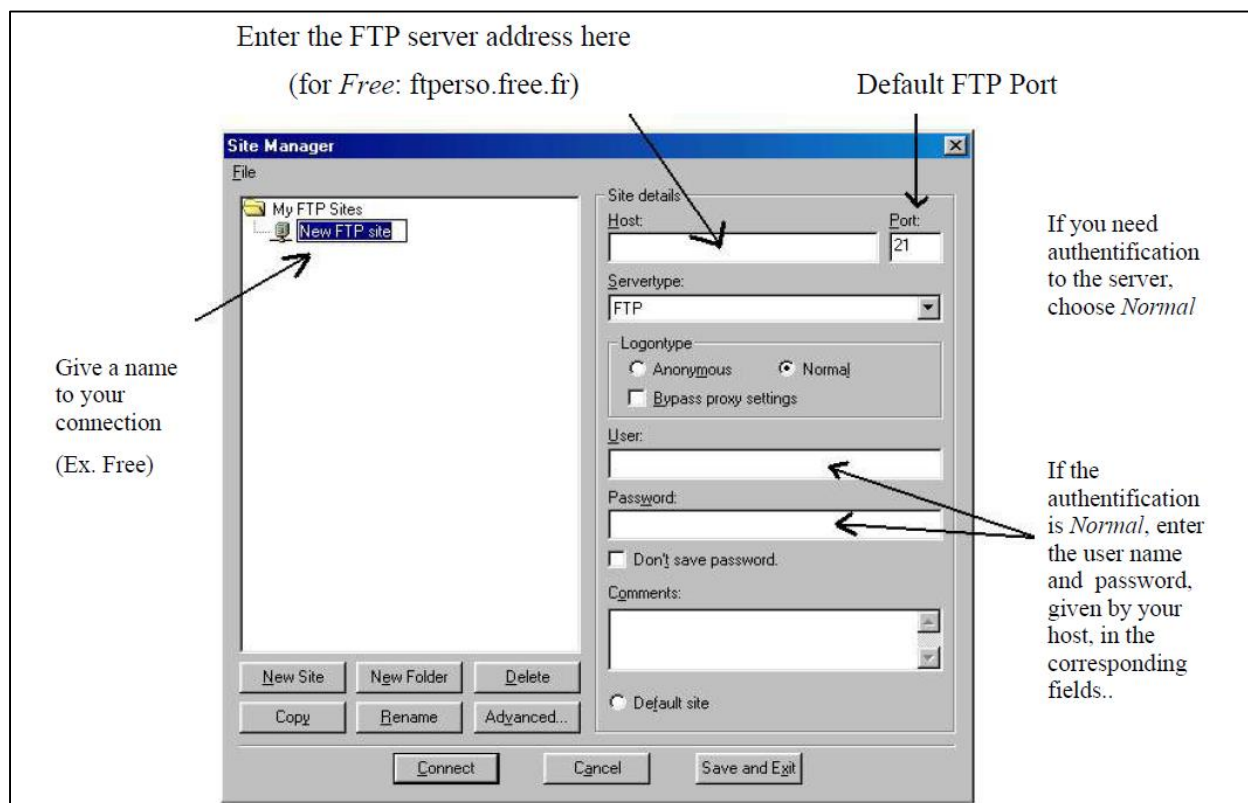 Enter the FTP server address here
(for Free: ftperso.free.fr)
Default FTP Port
Site Manager
File
My FTP Sites
New FTP site
Give a name
to your
connection
(Ex. Free)
Site details
Host:
Port:
21
Servertype:
FTP
Logontype
Anonymous
Normal
Bypass proxy settings
User:
Password:
Don't save password.
Comments:
Default site
If you need
authentification
to the server,
choose Normal
If the
authentification
is Normal, enter
the user name
and password,
given by your
host, in the
corresponding
fields..
New Site
New Folder
Delete
Copy
Rename
Advanced...
Connect
Cancel
Save and Exit